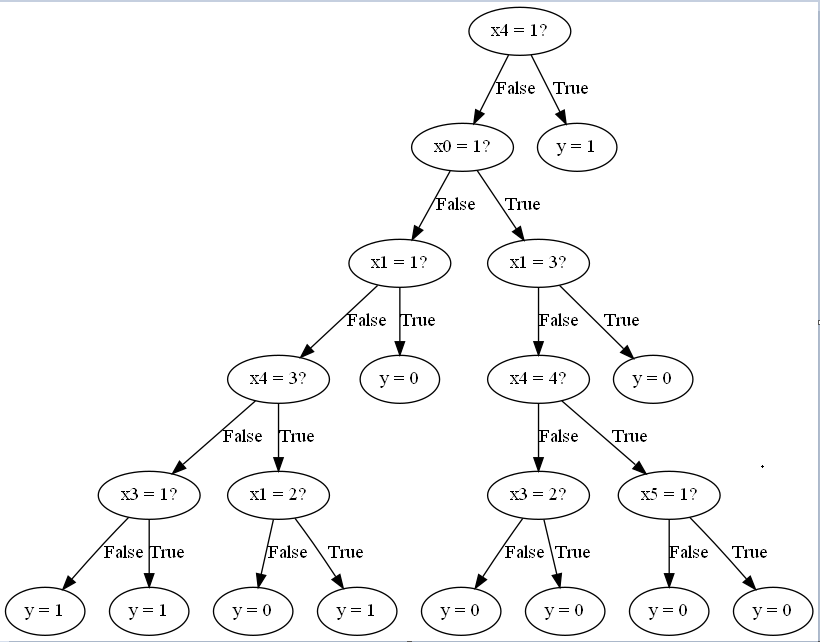 x4 = 1?
False
True
x0 = 1?
y = 1
False
True
x1 = 1?
x1 = 3?
False
True
False
True
x4 = 3?
y = 0
x4 = 4?
y = 0
False
True
False
True
x3 = 1?
x1 = 2?
x3 = 2?
x5 = 1?
False
True
False
True
False
True
False
True
y = 1
y = 1
y = 0
y = 1
y = 0
y = 0
y = 0
y = 0